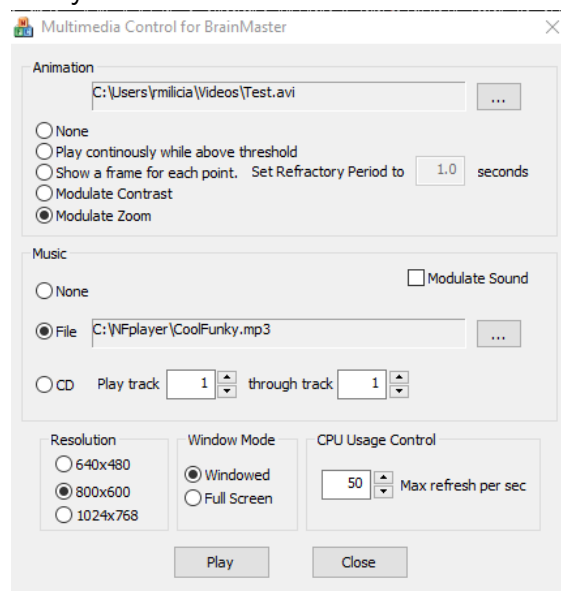 Multimedia Control for BrainMaster
Animation
C:\Users\rmilicia\Videos\Test.avi
...
None
Play continously while above threshold
Show a frame for each point. Set Refractory Period to 1.0 seconds
Modulate Contrast
Modulate Zoom
Music
Modulate Sound
None
File C:\NFplayer\CoolFunky.mp3 ...
CD Play track 1 through track 1
Resolution
640x480
800x600
1024x768
Window Mode
Windowed
Full Screen
CPU Usage Control
50 Max refresh per sec
Play Close